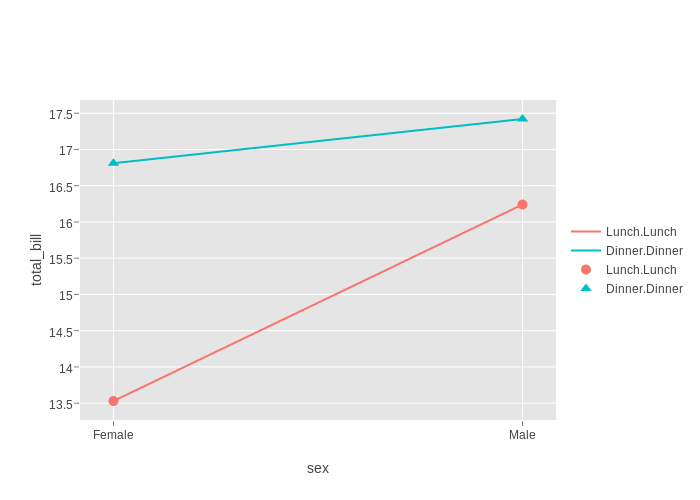 17.5
17
16.5
16
15.5
15
14.5
14
13.5
total_bill
Female
Male
sex
Lunch.Lunch
Dinner.Dinner
Lunch.Lunch
Dinner.Dinner